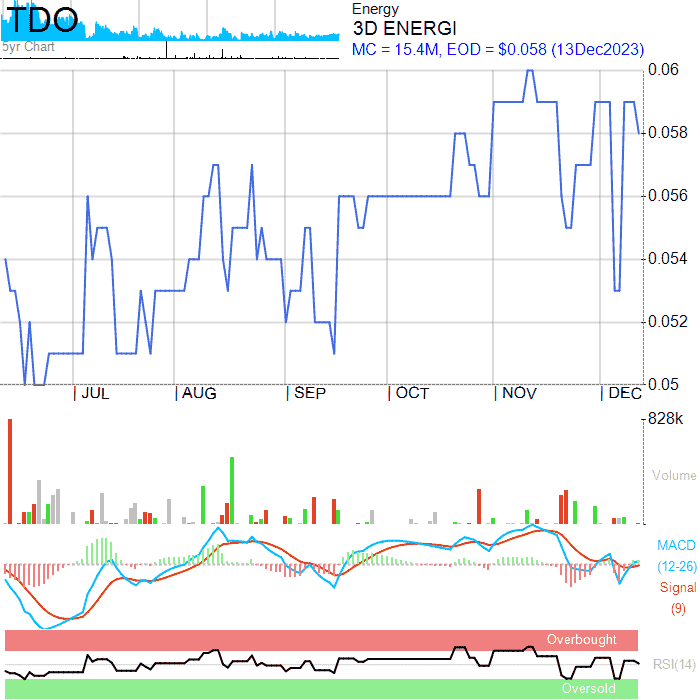 TDO
5yr Chart
Energy
3D ENERGI
MC = 15.4M, EOD = $0.058 (13Dec2023)
0.06
0.058
0.056
0.054
0.052
0.05
JUL
AUG
SEP
OCT
NOV
DEC
828k
Volume
MACD
(12-26)
Signal
(9)
Overbought
RSI(14)
Oversold